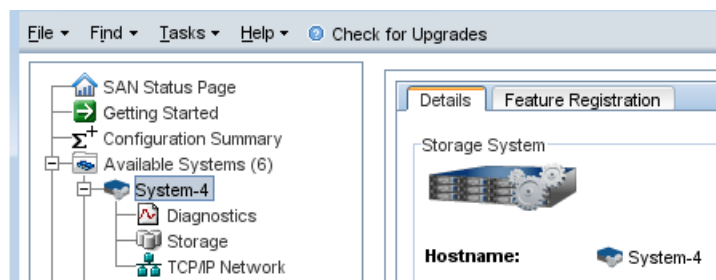 File Find Tasks Help Check for Upgrades
SAN Status Page
Getting Started
Configuration Summary
Available Systems (6)
System-4
Diagnostics
Storage
TCP/IP Network
Details Feature Registration
Storage System
Hostname: System-4